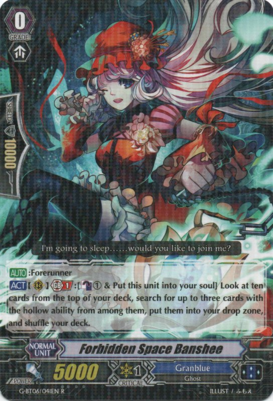 0
10000
I'm going to sleep......would you like to join me?
AUTO:Forerunner
ACT & Put this unit into your soul) Look at ten
cards from the top of your deck, search for up to three cards with
the hollow ability from among them, put them into your drop zone,
and shuffle your deck.
NORMAL UNIT
Forbidden Space Banshee
5000
1
CRITICAL
Granblue
Ghost
G-BT06/041EN R